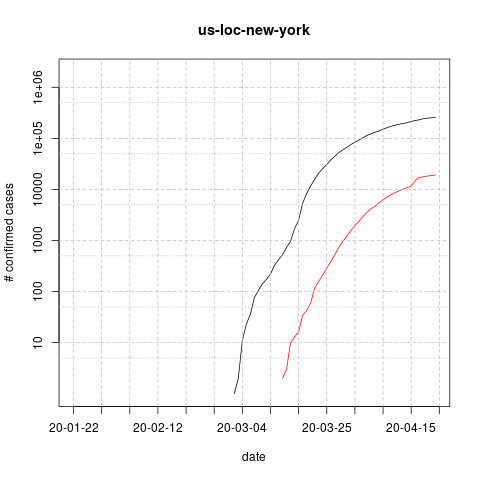 us-loc-new-york
# confirmed cases
1e+06
1e+05
10000
1000
100
10
20-01-22
20-02-12
20-03-04
20-03-25
20-04-15
date